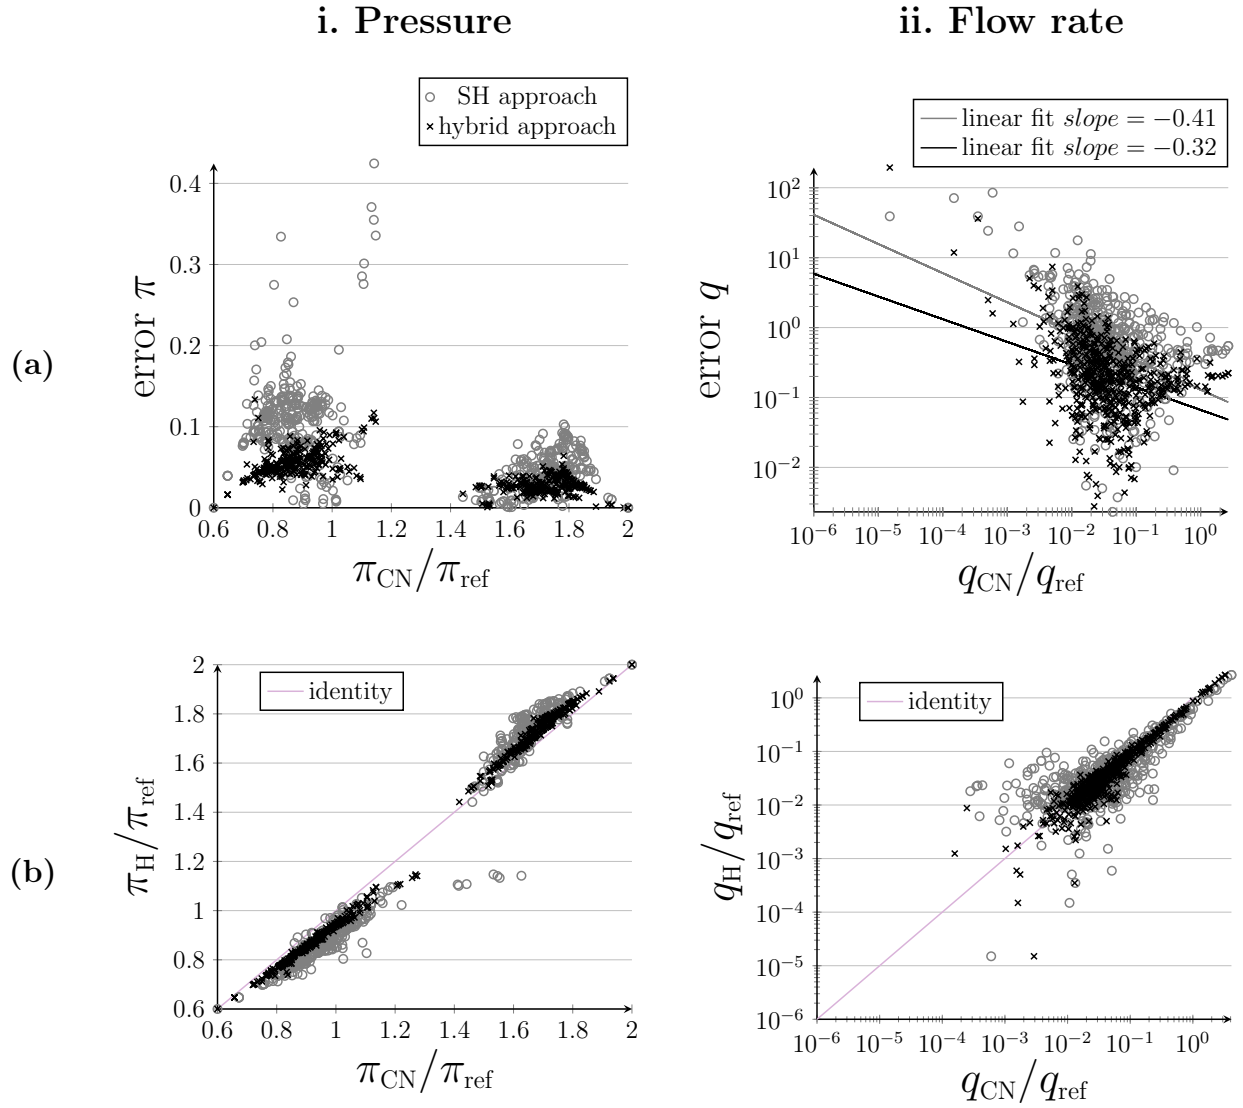 i. Pressure
ii. Flow rate
(a)
SH approach
hybrid approach
error π
0.4
0.3
0.2
0.1
0
0.6 0.8 1 1.2 1.4 1.6 1.8 2
π_CN/π_ref
linear fit slope = −0.41
linear fit slope = −0.32
error q
10^2
10^1
10^0
10^−1
10^−2
10^−6 10^−5 10^−4 10^−3 10^−2 10^−1 10^0
q_CN/q_ref
(b)
identity
π_H/π_ref
2
1.8
1.6
1.4
1.2
1
0.8
0.6
0.6 0.8 1 1.2 1.4 1.6 1.8 2
π_CN/π_ref
identity
q_H/q_ref
10^0
10^−1
10^−2
10^−3
10^−4
10^−5
10^−6
10^−6 10^−5 10^−4 10^−3 10^−2 10^−1 10^0
q_CN/q_ref